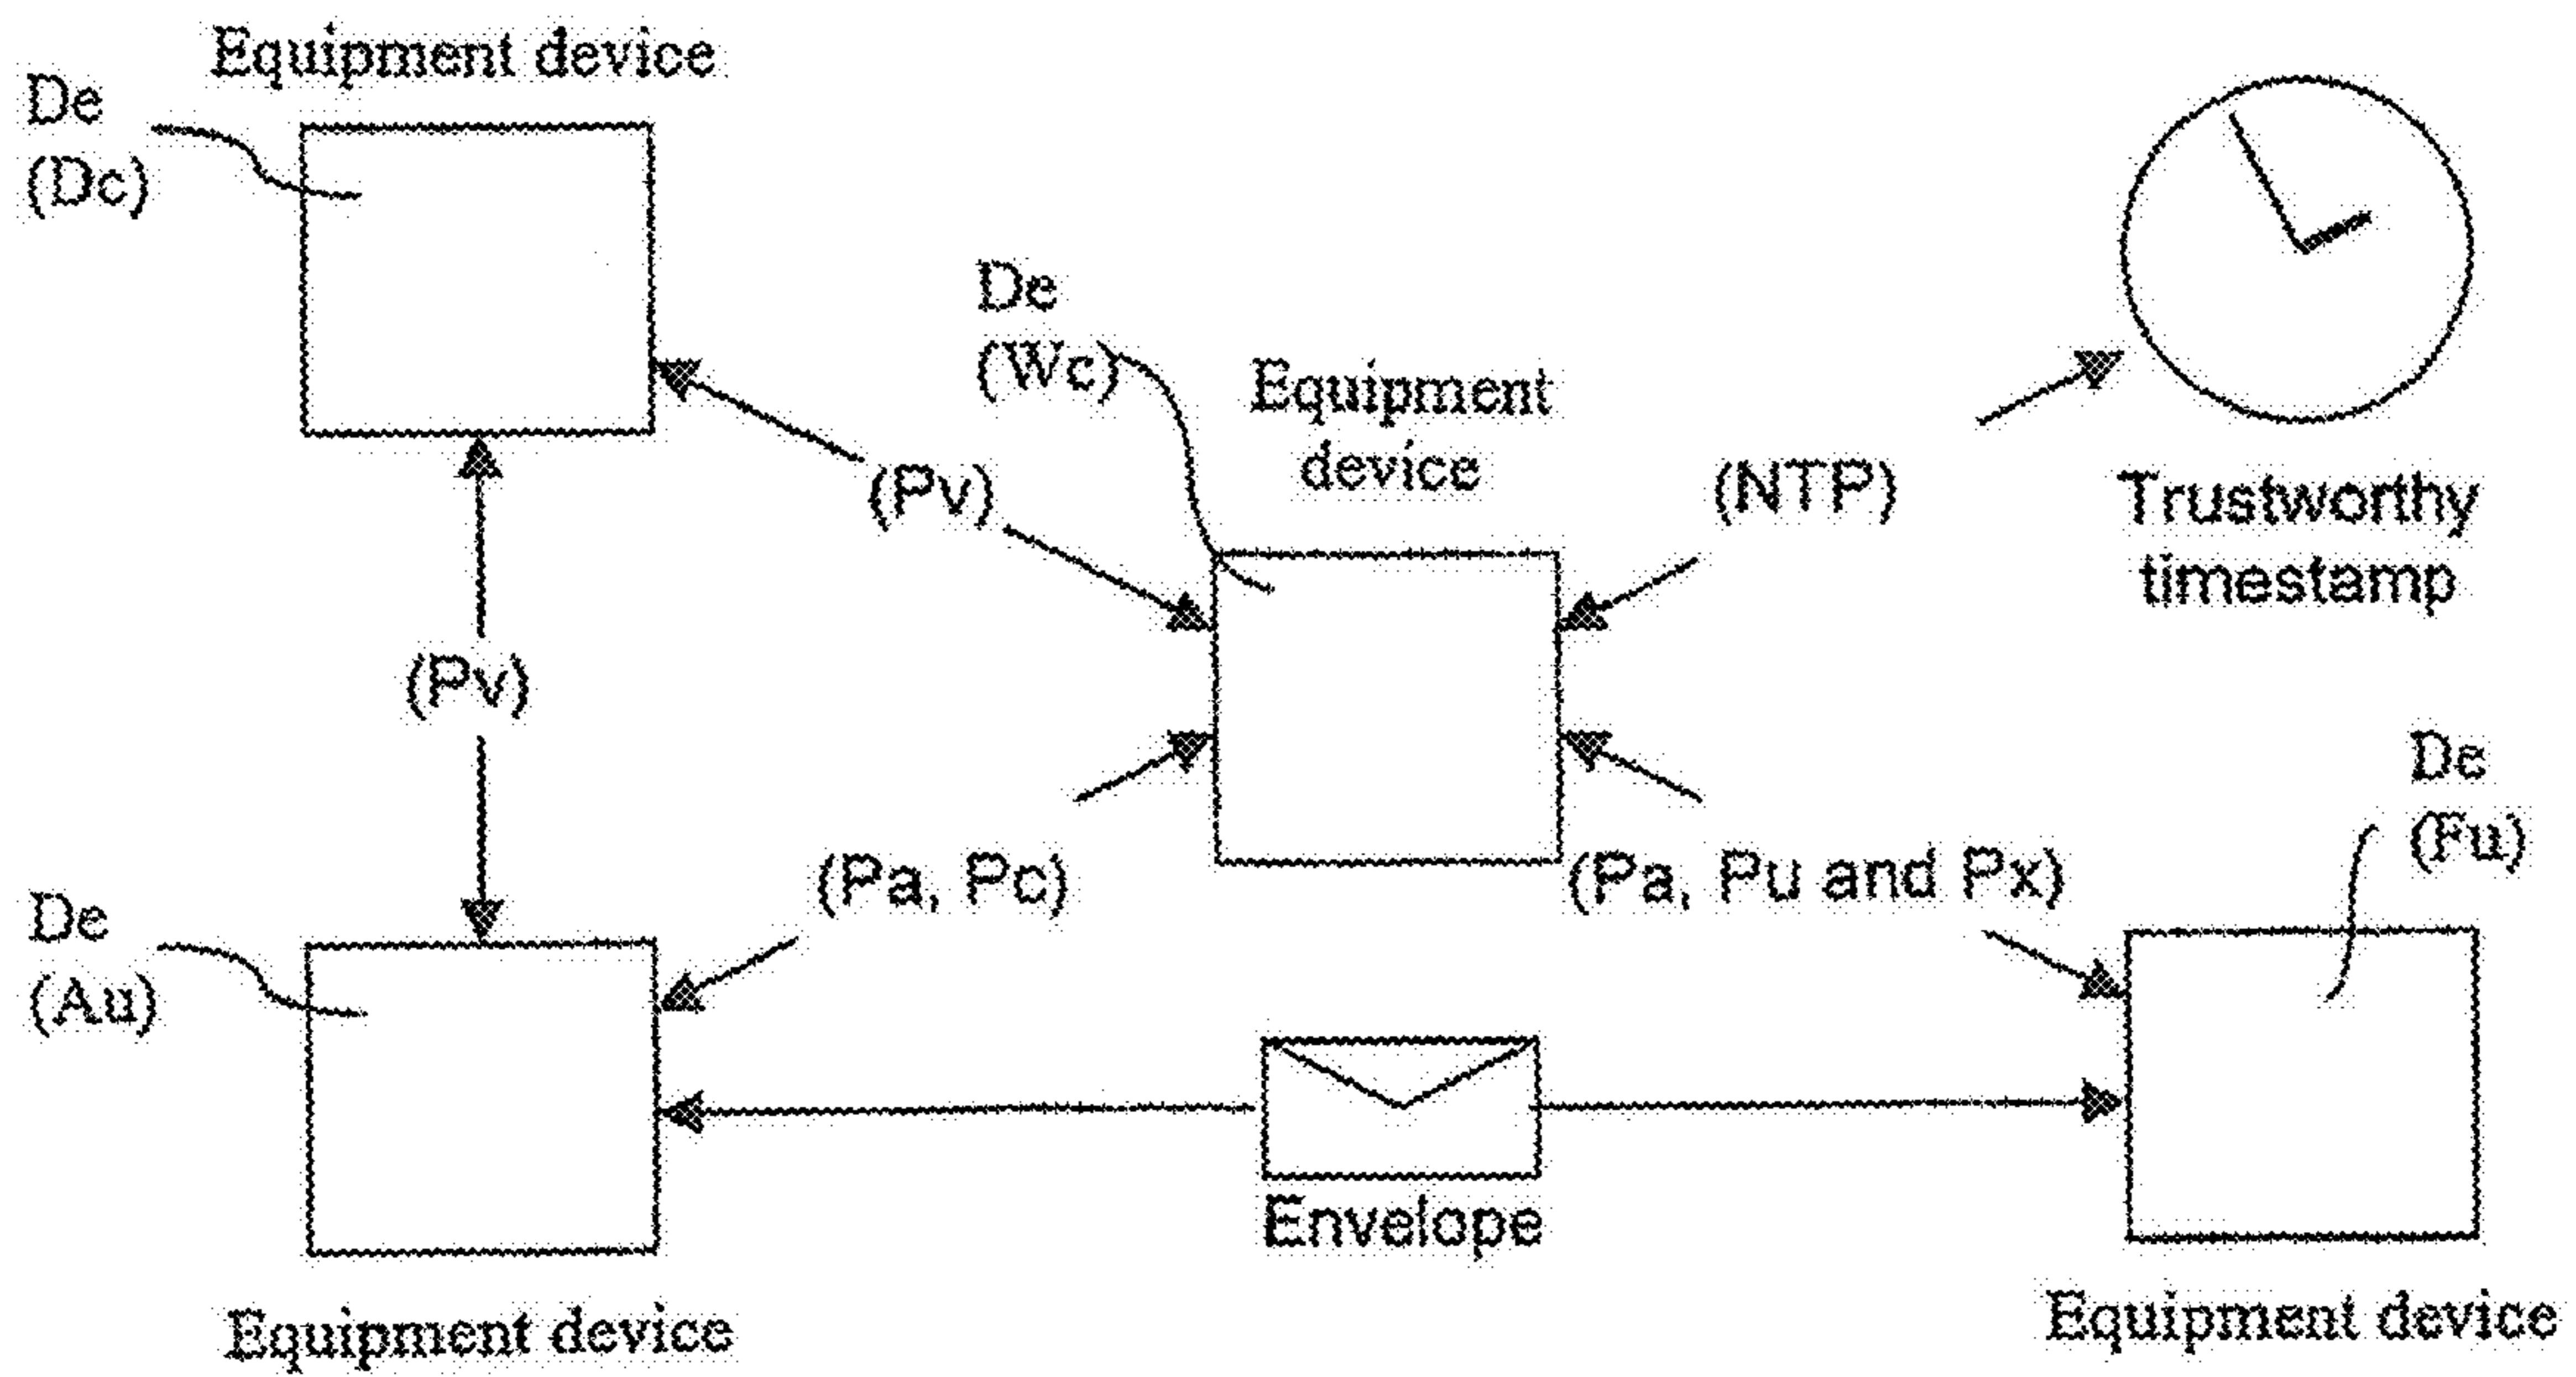 Equipment device
De
(Dc)
De
(Wc)
Equipment
device
(Pv)
(NTP)
Trustworthy
timestamp
(Pv)
De
(Fu)
(Pa, Pc)
(Pa, Pu and Px)
De
(Au)
Envelope
Equipment device
Equipment device